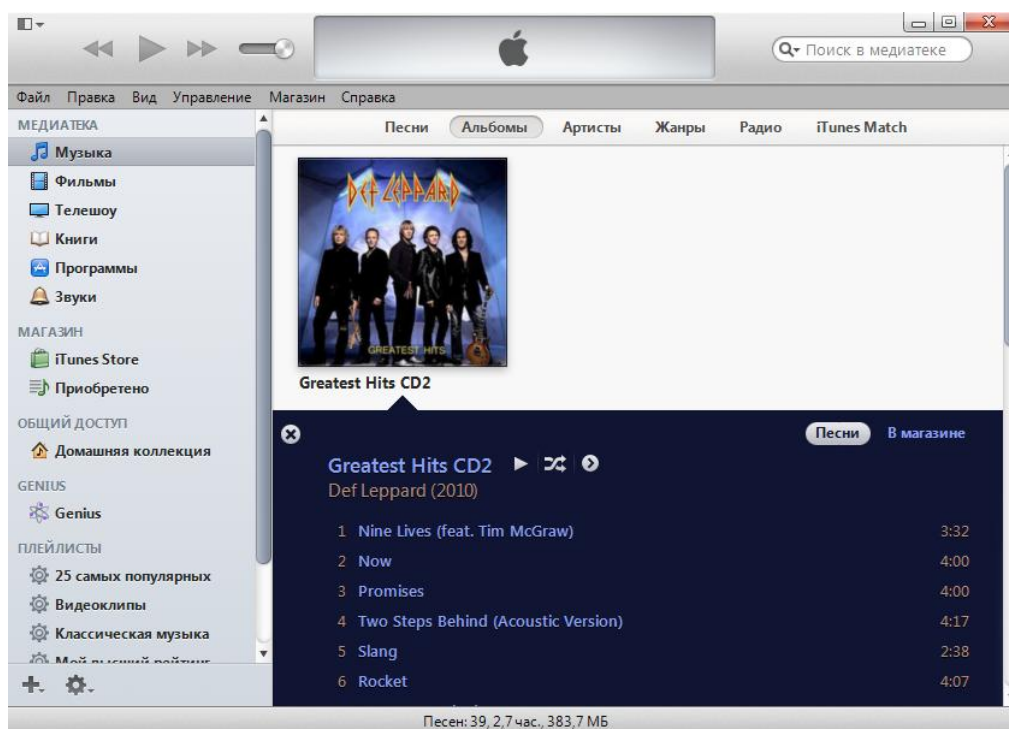 Поиск в медиатеке
Файл Правка Вид Управление Магазин Справка
МЕДИАТЕКА
Музыка
Фильмы
Телешоу
Книги
Программы
Звуки
МАГАЗИН
iTunes Store
Приобретено
ОБЩИЙ ДОСТУП
Домашняя коллекция
GENIUS
Genius
ПЛЕЙЛИСТЫ
25 самых популярных
Видеоклипы
Классическая музыка
Мой высший рейтинг
Песни Альбомы Артисты Жанры Радио iTunes Match
DEF LEPPARD
GREATEST HITS
Greatest Hits CD2
Песни В магазине
Greatest Hits CD2
Def Leppard (2010)
1 Nine Lives (feat. Tim McGraw) 3:32
2 Now 4:00
3 Promises 4:00
4 Two Steps Behind (Acoustic Version) 4:17
5 Slang 2:38
6 Rocket 4:07
Песен: 39, 2,7 час., 383,7 МБ